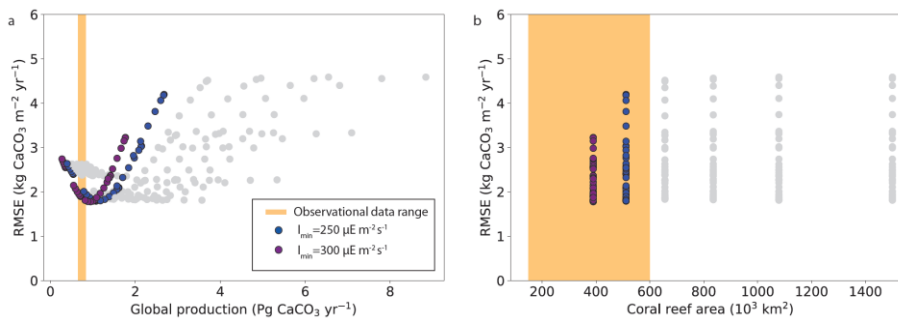 a
6
5
4
3
2
1
0
RMSE (kg CaCO₃ m⁻² yr⁻¹)
0 2 4 6 8
Global production (Pg CaCO₃ yr⁻¹)
Observational data range
Iₘᵢₙ=250 µE m⁻² s⁻¹
Iₘᵢₙ=300 µE m⁻² s⁻¹
b
6
5
4
3
2
1
0
RMSE (kg CaCO₃ m⁻² yr⁻¹)
200 400 600 800 1000 1200 1400
Coral reef area (10³ km²)